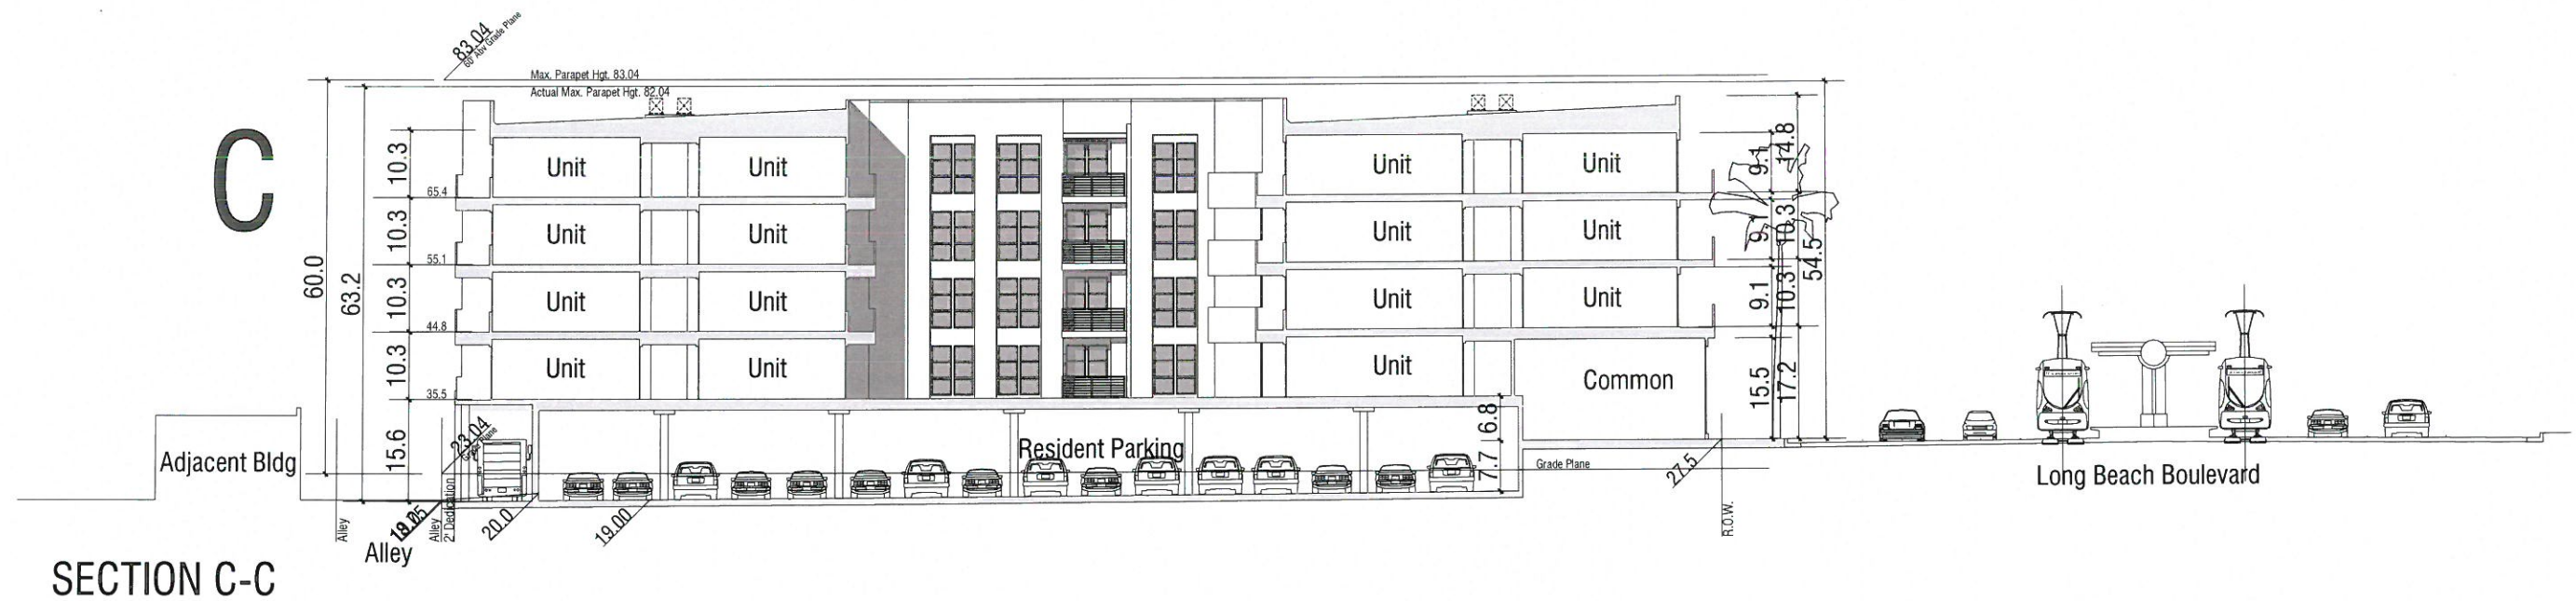 83.04
60' Abv Grade Plane
Max. Parapet Hgt. 83.04
Actual Max. Parapet Hgt. 82.04
C
60.0
63.2
10.3
10.3
10.3
10.3
15.6
65.4
55.1
44.8
35.5
Unit Unit Unit Unit
Unit Unit Unit Unit
Unit Unit Unit Unit
Unit Unit Unit Common
9.1
14.8
9.1
10.3
54.5
9.1
10.3
15.5
17.2
6.8
7.7
23.04
Grade Plane
Adjacent Bldg
Resident Parking
Grade Plane
27.5
Long Beach Boulevard
Alley
Alley
2' Dedication
20.0
19.00
R.O.W.
Alley
SECTION C-C